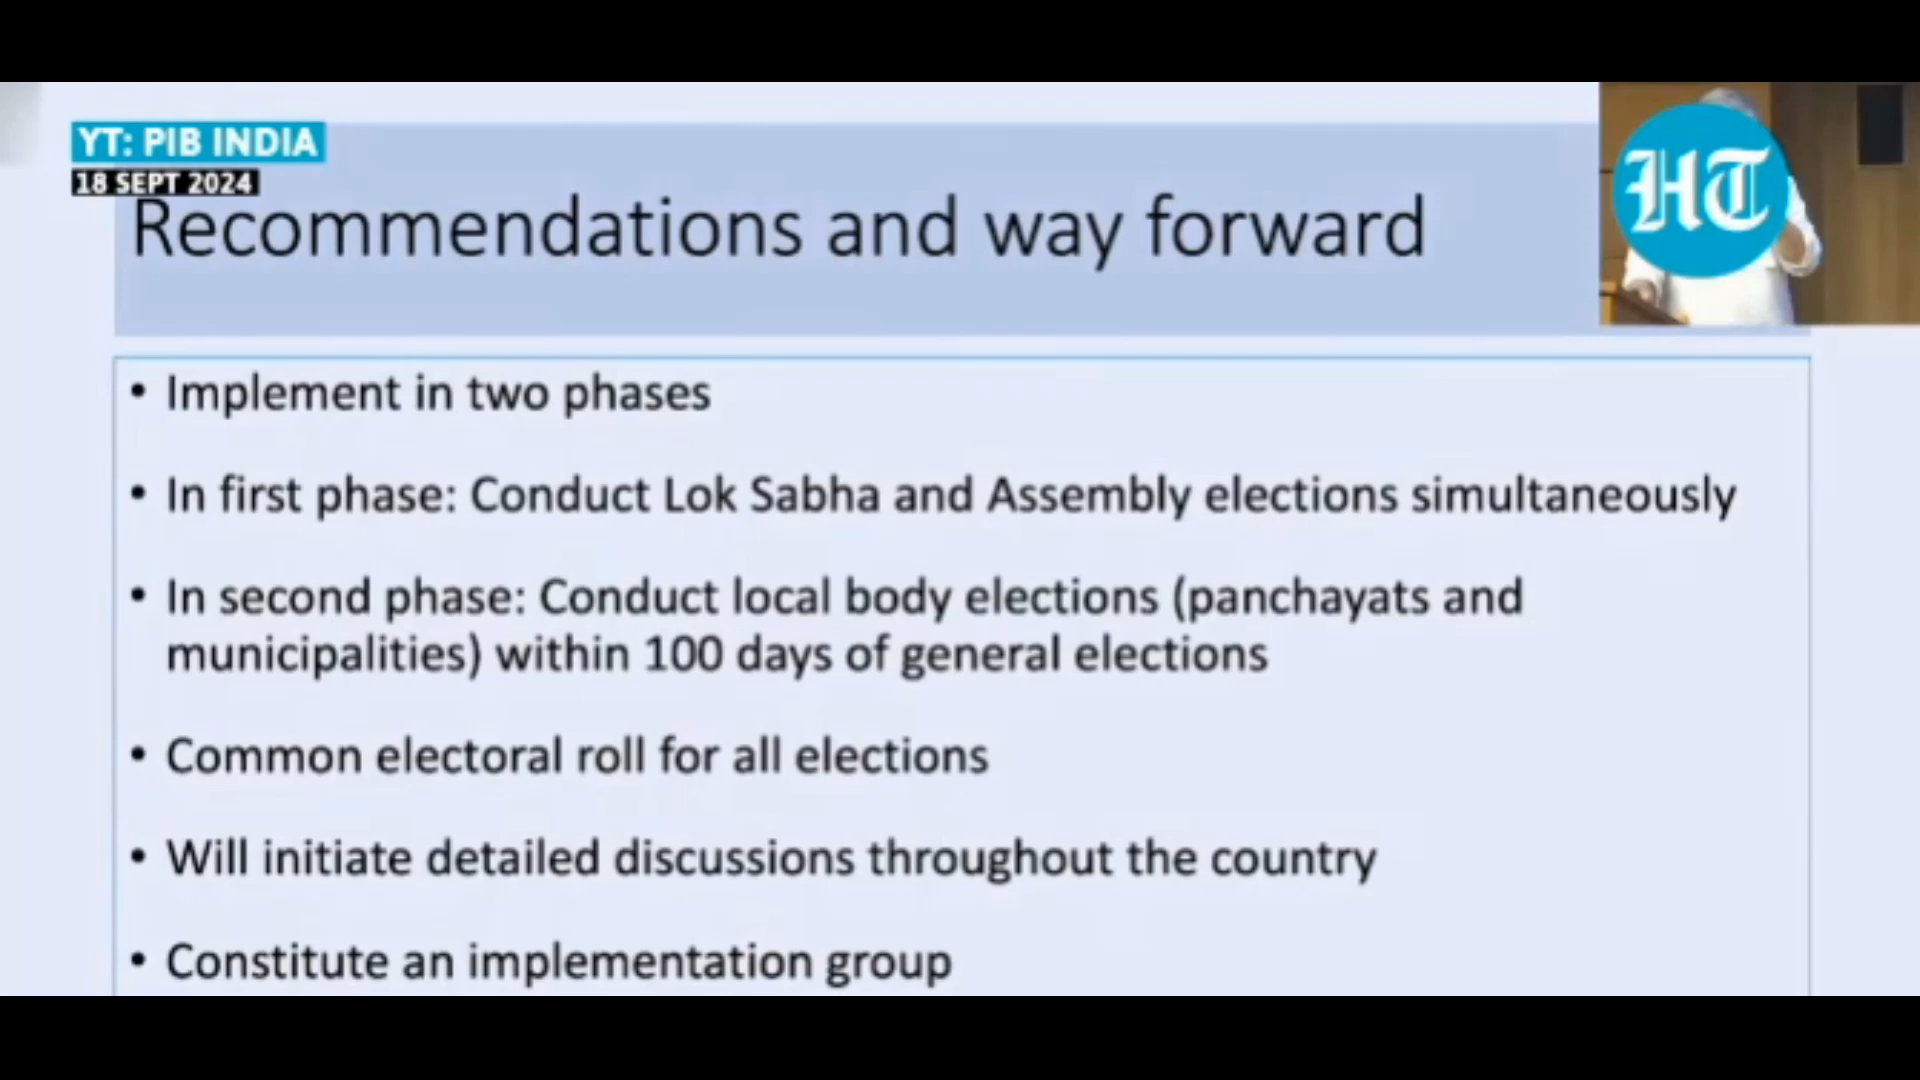 YT: PIB INDIA
18 SEPT 2024
HT
Recommendations and way forward
• Implement in two phases
• In first phase: Conduct Lok Sabha and Assembly elections simultaneously
• In second phase: Conduct local body elections (panchayats and
municipalities) within 100 days of general elections
• Common electoral roll for all elections
• Will initiate detailed discussions throughout the country
• Constitute an implementation group